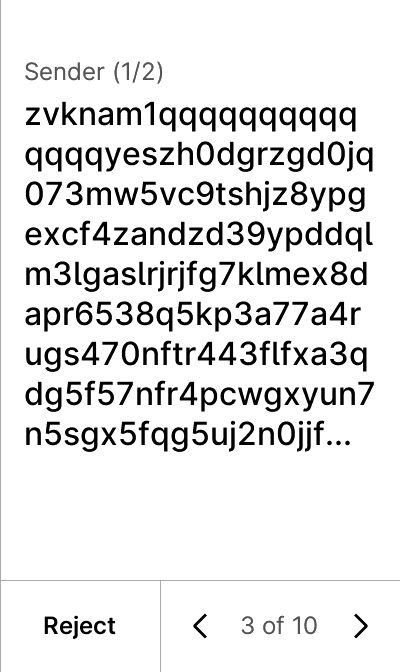 Sender (1/2)
zvknam1qqqqqqqqqq
qqqqyeszh0dgrzgd0jq
073mw5vc9tshjz8ypg
excf4zandzd39ypddql
m3lgaslrjrjfg7klmex8d
apr6538q5kp3a77a4r
ugs470nftr443flfxa3q
dg5f57nfr4pcwgxyun7
n5sgx5fqg5uj2n0jjf...
Reject
3 of 10